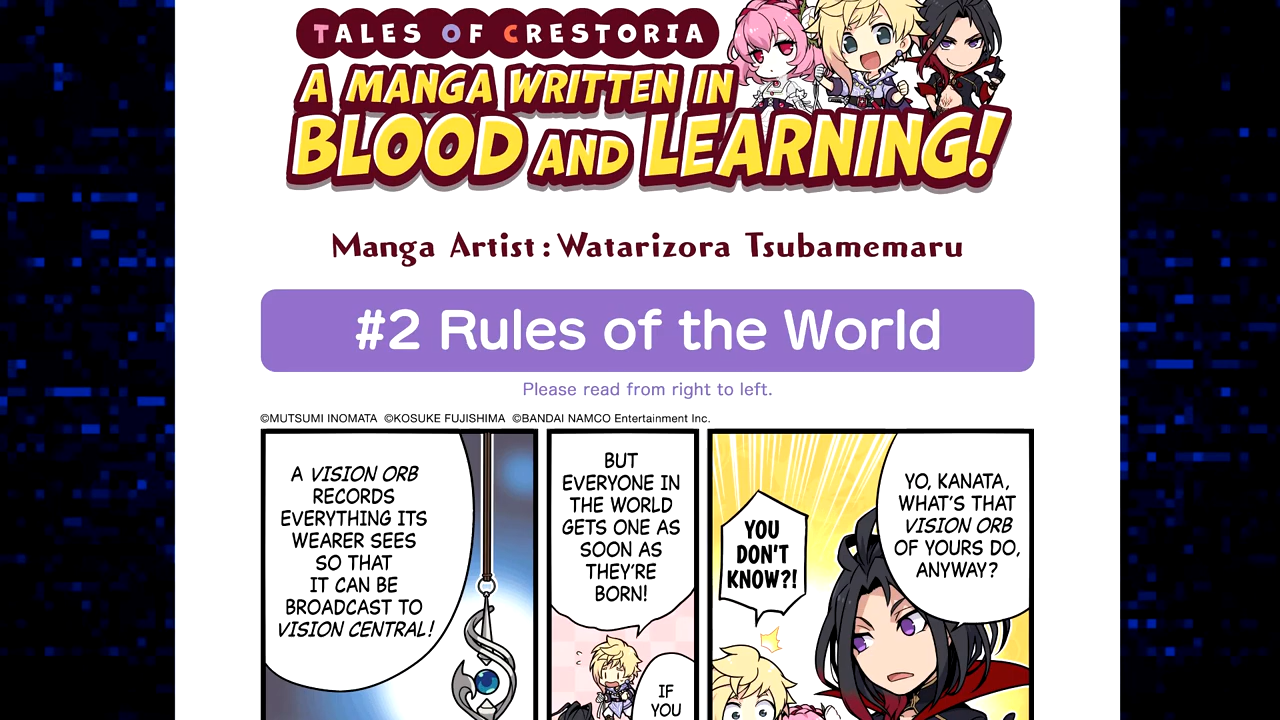 TALES OF CRESTORIA
A MANGA WRITTEN IN
BLOOD AND LEARNING!
Manga Artist : Watarizora Tsubamemaru
#2 Rules of the World
Please read from right to left.
©MUTSUMI INOMATA ©KOSUKE FUJISHIMA ©BANDAI NAMCO Entertainment Inc.
YO, KANATA,
WHAT'S THAT
VISION ORB
OF YOURS DO,
ANYWAY?
YOU
DON'T
KNOW?!
BUT
EVERYONE IN
THE WORLD
GETS ONE AS
SOON AS
THEY'RE
BORN!
IF
YOU
A VISION ORB
RECORDS
EVERYTHING ITS
WEARER SEES
SO THAT
IT CAN BE
BROADCAST TO
VISION CENTRAL!